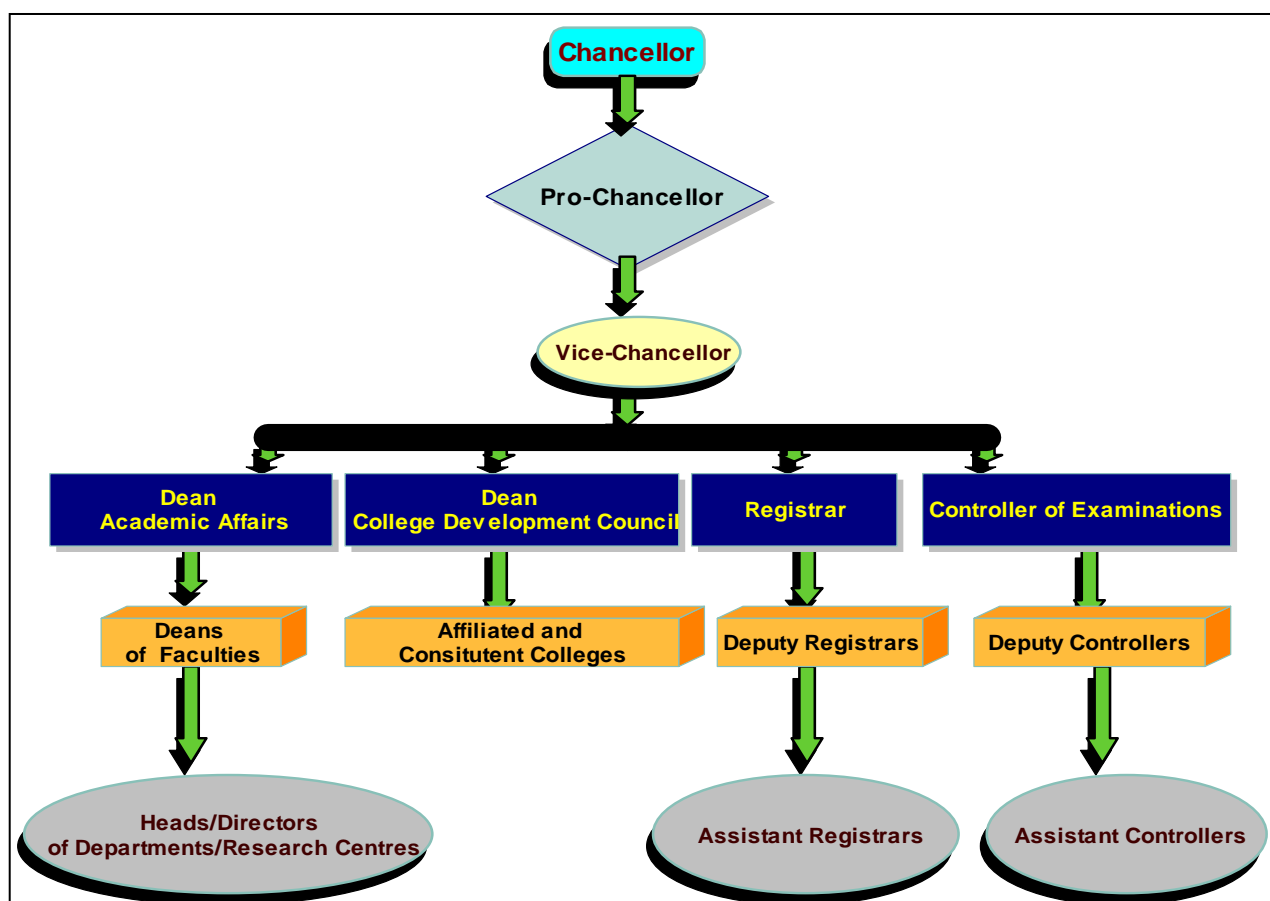 Chancellor
Pro-Chancellor
Vice-Chancellor
Dean
Academic Affairs
Dean
College Development Council
Registrar
Controller of Examinations
Deans
of Faculties
Affiliated and
Consitutent Colleges
Deputy Registrars
Deputy Controllers
Heads/Directors
of Departments/Research Centres
Assistant Registrars
Assistant Controllers